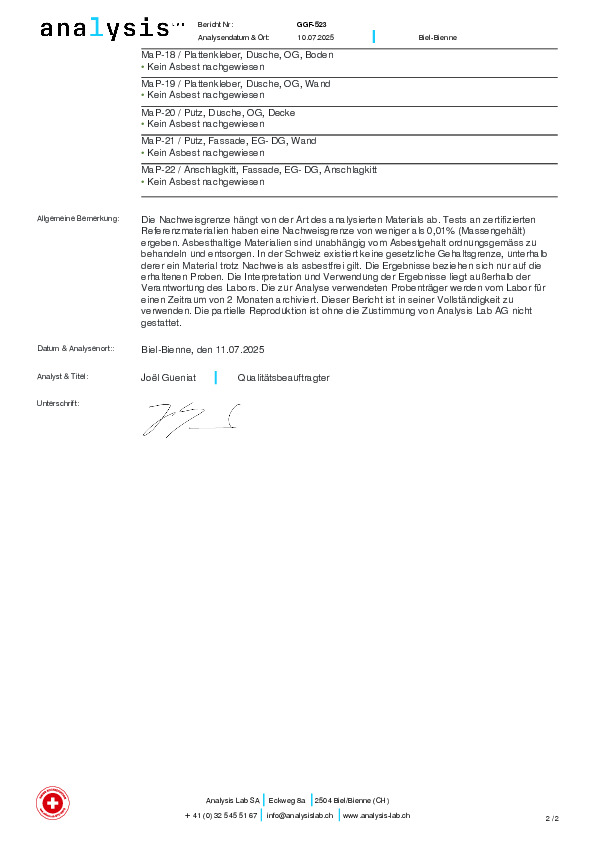 analysis LAB
Bericht Nr: GGF-523
Analysendatum & Ort: 10.07.2025 Biel-Bienne
MaP-18 / Plattenkleber, Dusche, OG, Boden
• Kein Asbest nachgewiesen
MaP-19 / Plattenkleber, Dusche, OG, Wand
• Kein Asbest nachgewiesen
MaP-20 / Putz, Dusche, OG, Decke
• Kein Asbest nachgewiesen
MaP-21 / Putz, Fassade, EG- DG, Wand
• Kein Asbest nachgewiesen
MaP-22 / Anschlagkitt, Fassade, EG- DG, Anschlagkitt
• Kein Asbest nachgewiesen
Allgemeine Bemerkung:
Die Nachweisgrenze hängt von der Art des analysierten Materials ab. Tests an zertifizierten
Referenzmaterialien haben eine Nachweisgrenze von weniger als 0,01% (Massengehält)
ergeben. Asbesthaltige Materialien sind unabhängig vom Asbestgehalt ordnungsgemäss zu
behandeln und entsorgen. In der Schweiz existiert keine gesetzliche Gehaltsgrenze, unterhalb
derer ein Material trotz Nachweis als asbestfrei gilt. Die Ergebnisse beziehen sich nur auf die
erhaltenen Proben. Die Interpretation und Verwendung der Ergebnisse liegt außerhalb der
Verantwortung des Labors. Die zur Analyse verwendeten Probenträger werden vom Labor für
einen Zeitraum von 2 Monaten archiviert. Dieser Bericht ist in seiner Vollständigkeit zu
verwenden. Die partielle Reproduktion ist ohne die Zustimmung von Analysis Lab AG nicht
gestattet.
Datum & Analysenort:: Biel-Bienne, den 11.07.2025
Analyst & Titel: Joël Gueniat Qualitätsbeauftragter
Unterschrift:
Analysis Lab SA Eckweg 8a 2504 Biel/Bienne (CH)
+ 41 (0) 32 545 51 67 info@analysislab.ch www.analysis-lab.ch
2 / 2